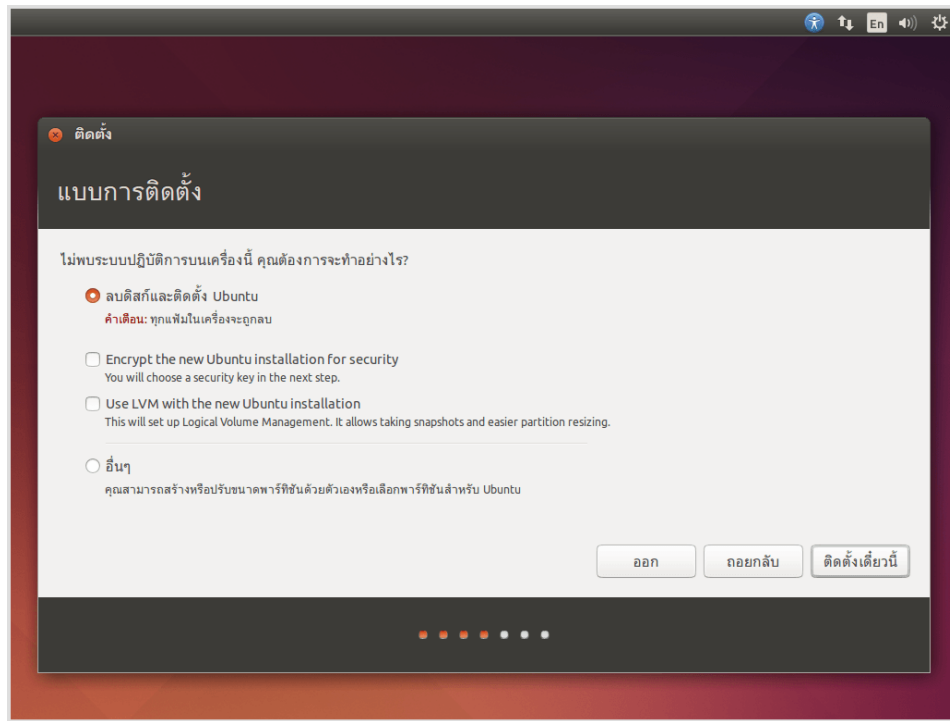 En
ติดตั้ง
แบบการติดตั้ง
ไม่พบระบบปฏิบัติการบนเครื่องนี้ คุณต้องการจะทำอย่างไร?
ลบดิสก์และติดตั้ง Ubuntu
คำเตือน: ทุกแฟ้มในเครื่องจะถูกลบ
Encrypt the new Ubuntu installation for security
You will choose a security key in the next step.
Use LVM with the new Ubuntu installation
This will set up Logical Volume Management. It allows taking snapshots and easier partition resizing.
อื่นๆ
คุณสามารถสร้างหรือปรับขนาดพาร์ทิชันด้วยตัวเองหรือเลือกพาร์ทิชันสำหรับ Ubuntu
ออก
ถอยกลับ
ติดตั้งเดี๋ยวนี้